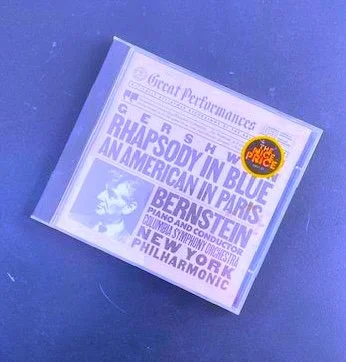 Great Performances
GERSHW
RHAPSODY IN BLUE
AN AMERICAN IN PARIS
THE
NICE
PRICE
BERNSTEIN
PIANO AND CONDUCTOR
COLUMBIA SYMPHONY ORCHESTRA
NEW YORK
PHILHARMONIC